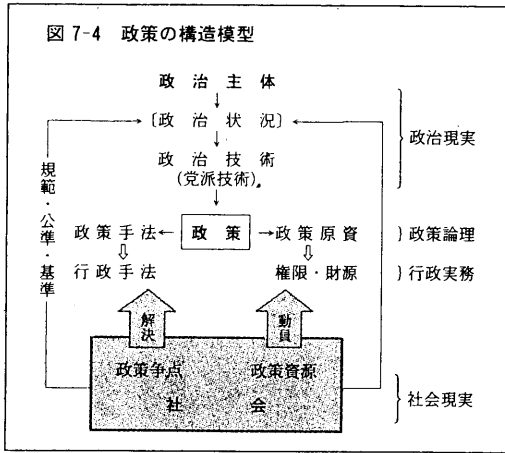 図 7-4 政策の構造模型
政治主体
〔政治状況〕
政治技術
(党派技術)
政治現実
規範・公準・基準
政策手法 政策 政策原資 政策論理
行政手法 権限・財源 行政実務
解決 動員
政策争点 政策資源
社会
社会現実